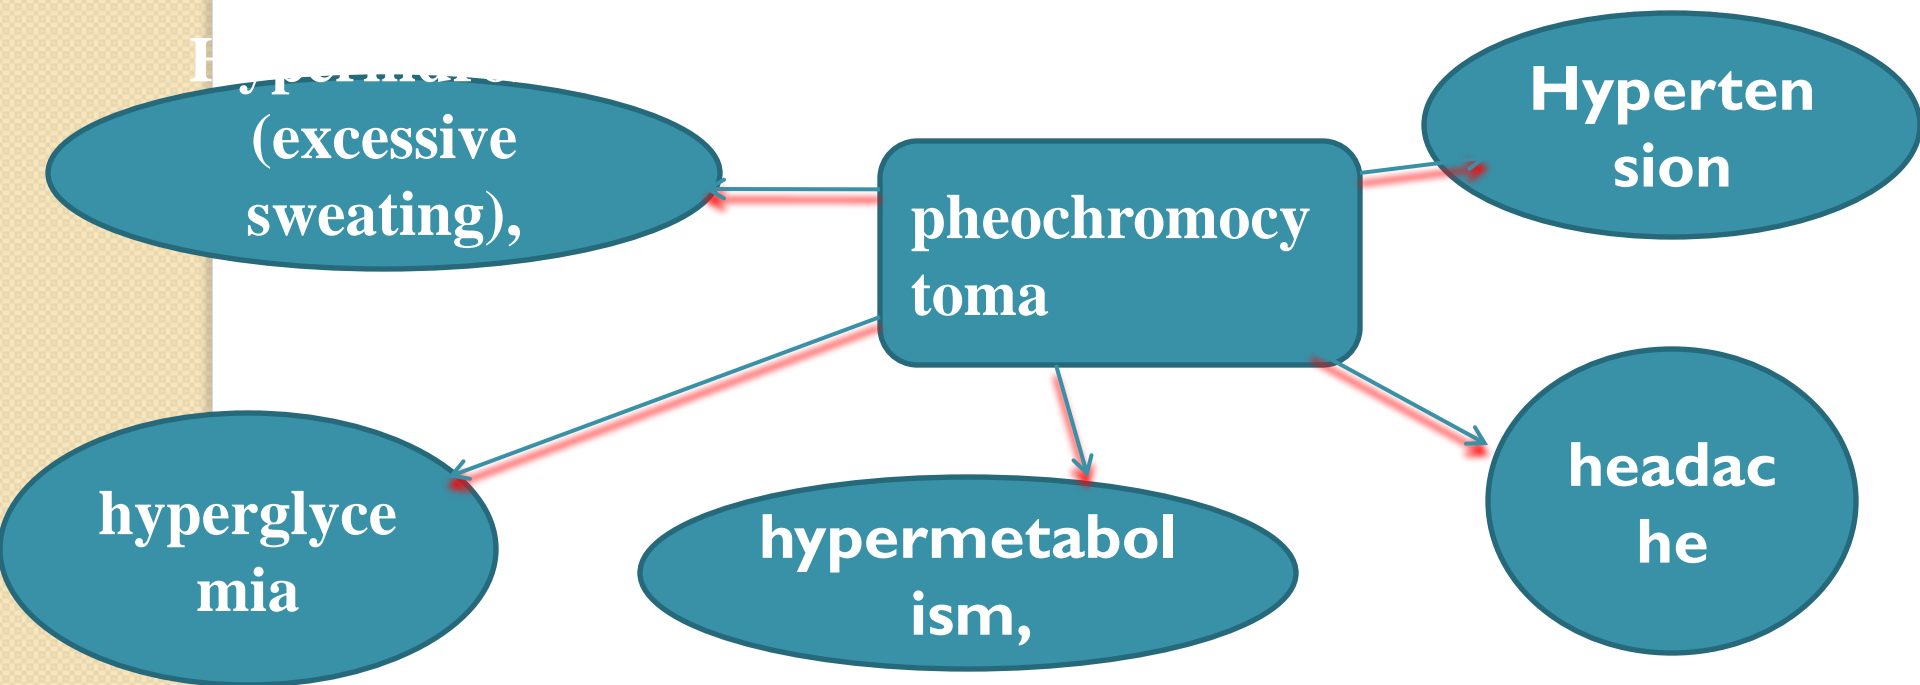 (excessive
sweating),
pheochromocy
toma
Hyperten
sion
hyperglyce
mia
hypermetabol
ism,
headac
he